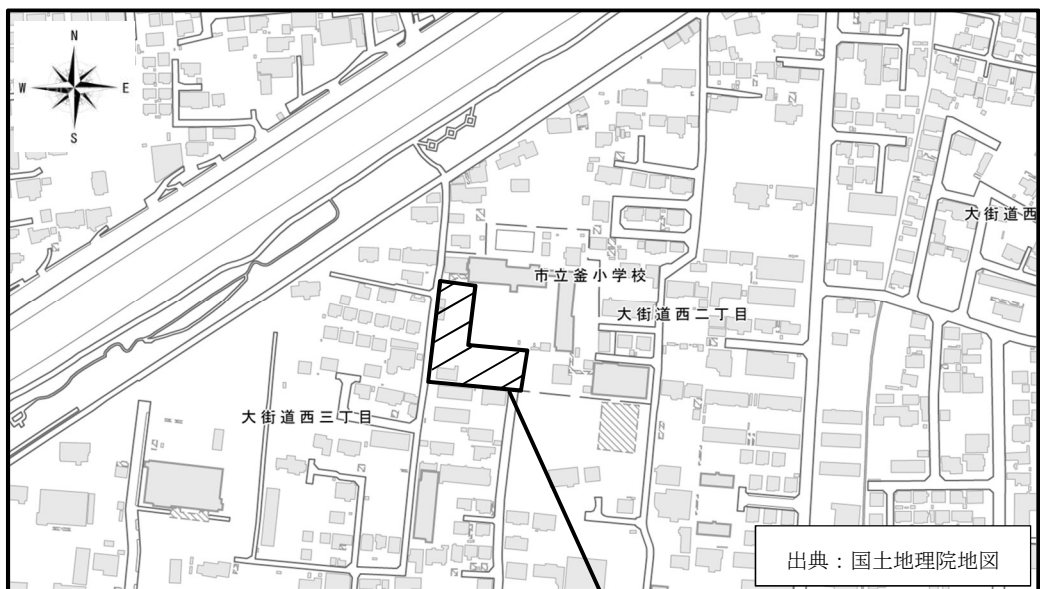 N
W E
S
大街道西
市立釜小学校
大街道西二丁目
大街道西三丁目
出典：国土地理院地図